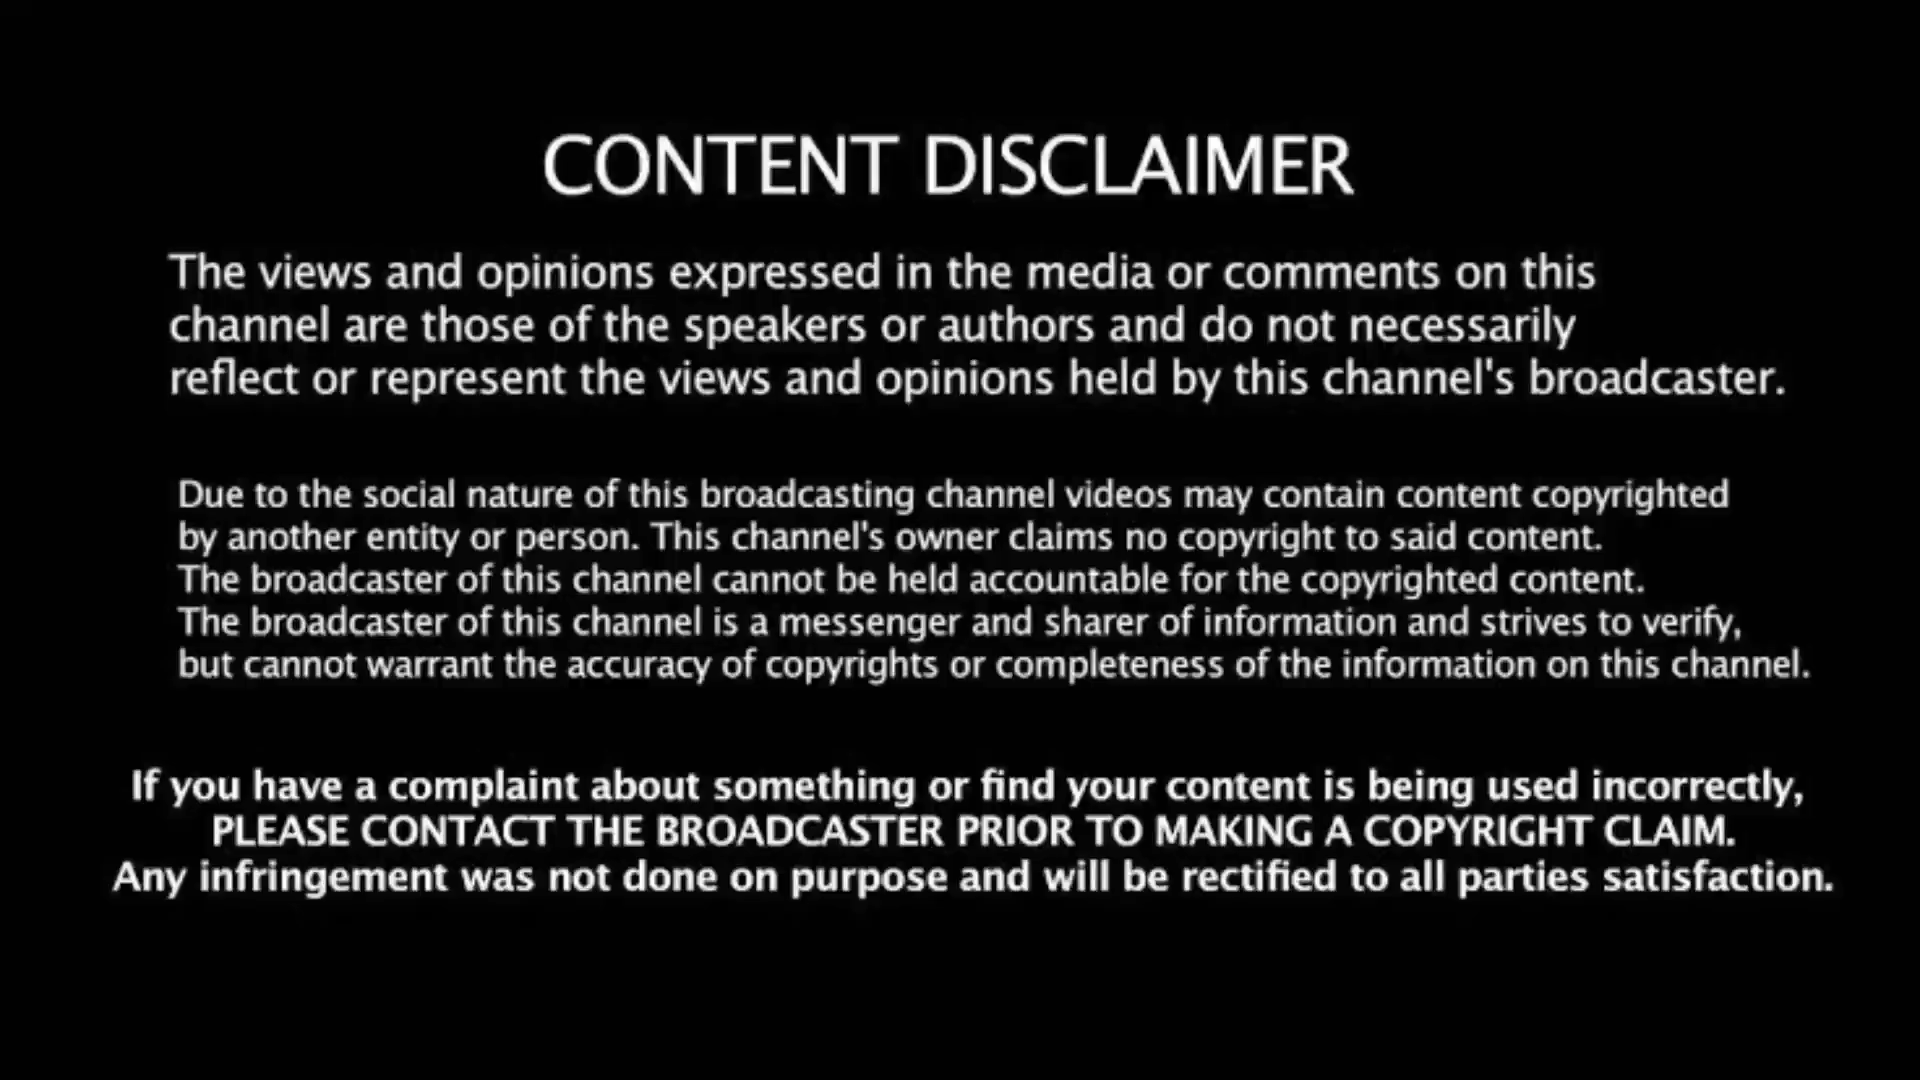 CONTENT DISCLAIMER
The views and opinions expressed in the media or comments on this
channel are those of the speakers or authors and do not necessarily
reflect or represent the views and opinions held by this channel's broadcaster.
Due to the social nature of this broadcasting channel videos may contain content copyrighted
by another entity or person. This channel's owner claims no copyright to said content.
The broadcaster of this channel cannot be held accountable for the copyrighted content.
The broadcaster of this channel is a messenger and sharer of information and strives to verify,
but cannot warrant the accuracy of copyrights or completeness of the information on this channel.
If you have a complaint about something or find your content is being used incorrectly,
PLEASE CONTACT THE BROADCASTER PRIOR TO MAKING A COPYRIGHT CLAIM.
Any infringement was not done on purpose and will be rectified to all parties satisfaction.